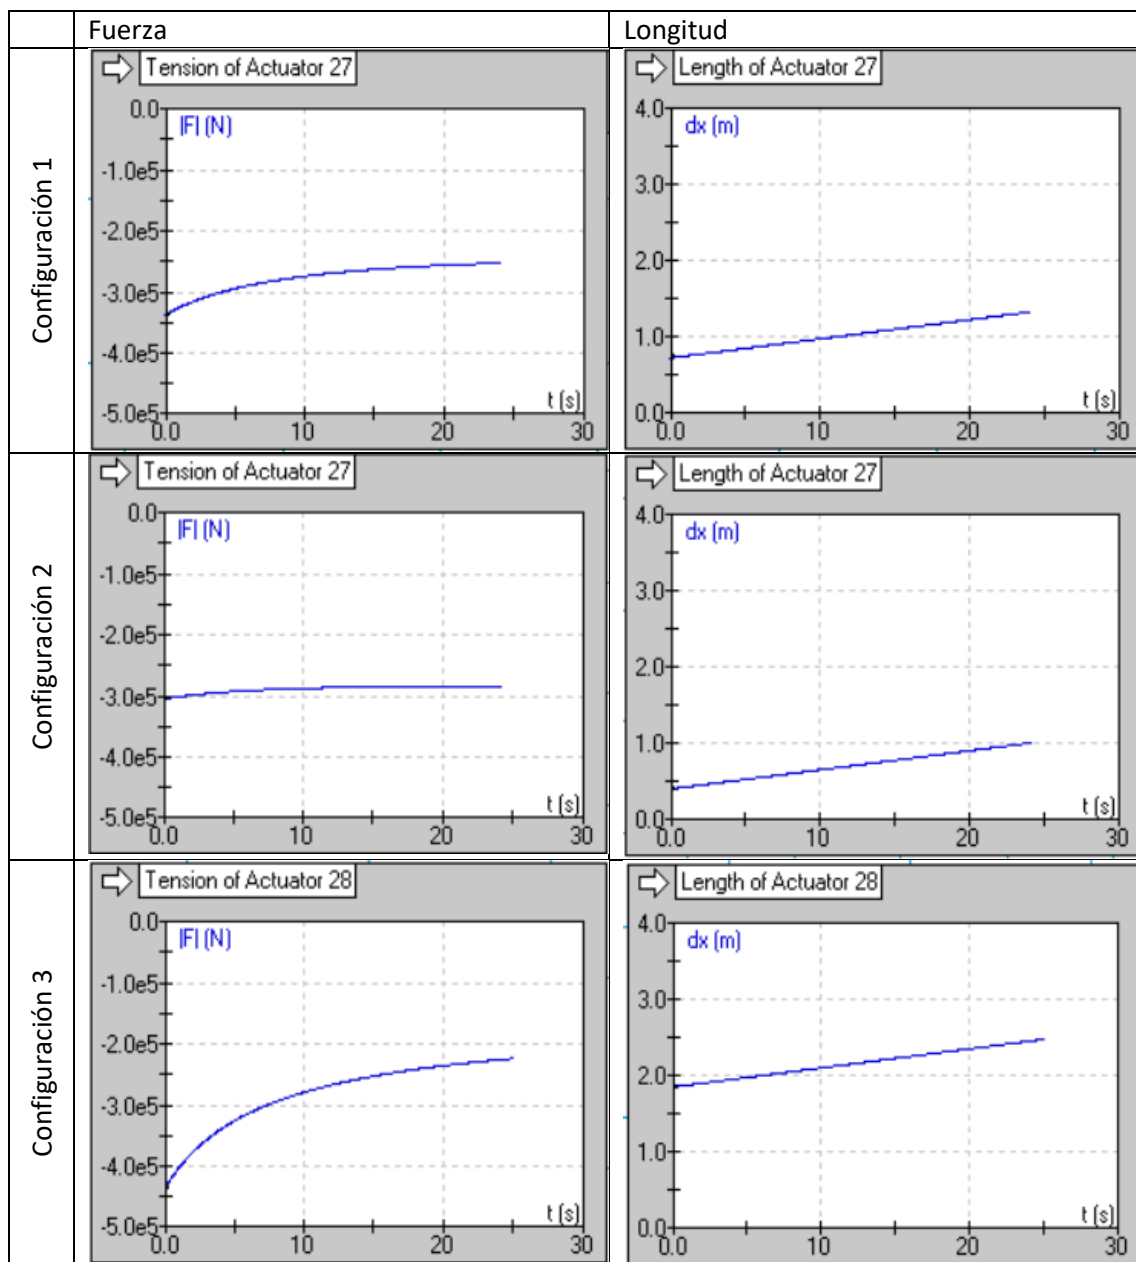 Fuerza
Longitud
Configuración 1
Tension of Actuator 27
|F| (N)
0.0
-1.0e5
-2.0e5
-3.0e5
-4.0e5
-5.0e5
0.0
10
20
30
t (s)
Length of Actuator 27
dx (m)
4.0
3.0
2.0
1.0
0.0
0.0
10
20
30
t (s)
Configuración 2
Tension of Actuator 27
|F| (N)
0.0
-1.0e5
-2.0e5
-3.0e5
-4.0e5
-5.0e5
0.0
10
20
30
t (s)
Length of Actuator 27
dx (m)
4.0
3.0
2.0
1.0
0.0
0.0
10
20
30
t (s)
Configuración 3
Tension of Actuator 28
|F| (N)
0.0
-1.0e5
-2.0e5
-3.0e5
-4.0e5
-5.0e5
0.0
10
20
30
t (s)
Length of Actuator 28
dx (m)
4.0
3.0
2.0
1.0
0.0
0.0
10
20
30
t (s)